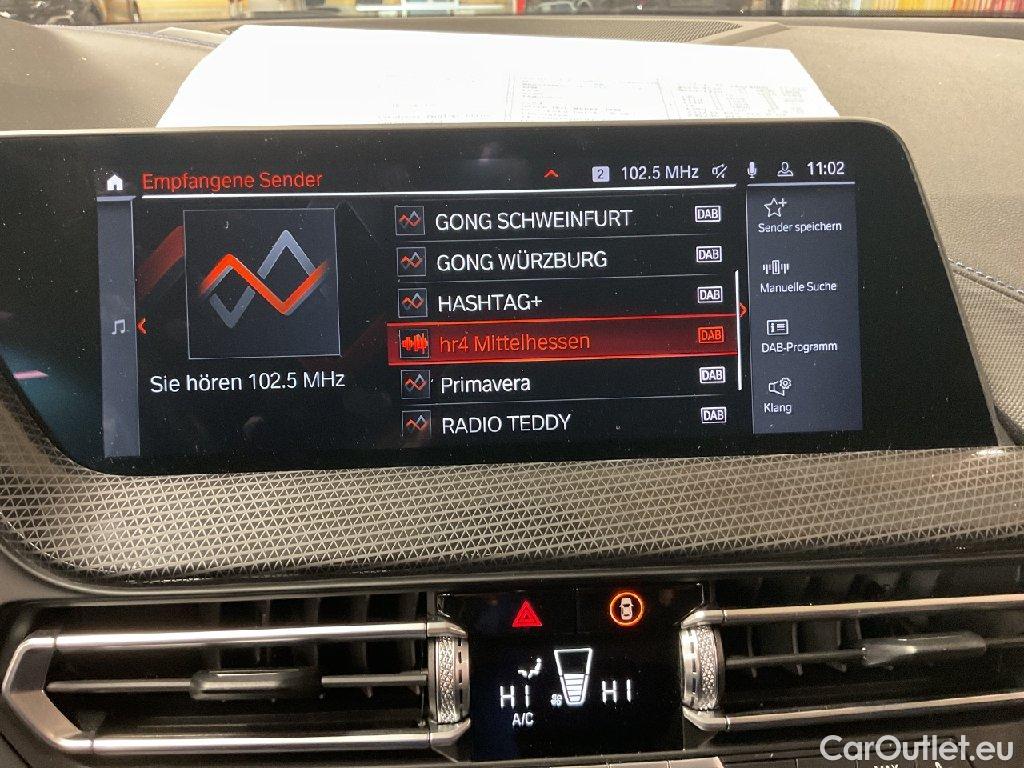 Empfangene Sender
2 102.5 MHz 11:02
GONG SCHWEINFURT DAB
GONG WÜRZBURG DAB
HASHTAG+ DAB
hr4 Mittelhessen DAB
Primavera DAB
RADIO TEDDY DAB
Sie hören 102.5 MHz
Sender speichern
Manuelle Suche
DAB-Programm
Klang
HI HI
A/C
CarOutlet.eu